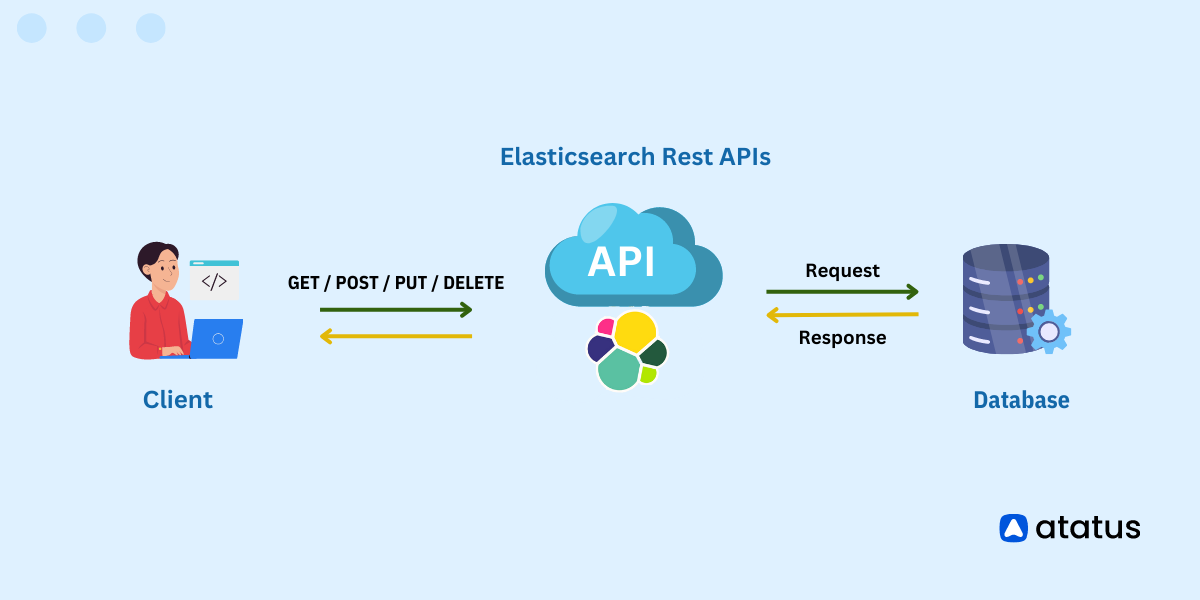 Elasticsearch Rest APIs
API
</>
GET / POST / PUT / DELETE
Request
Response
Client
Database
atatus